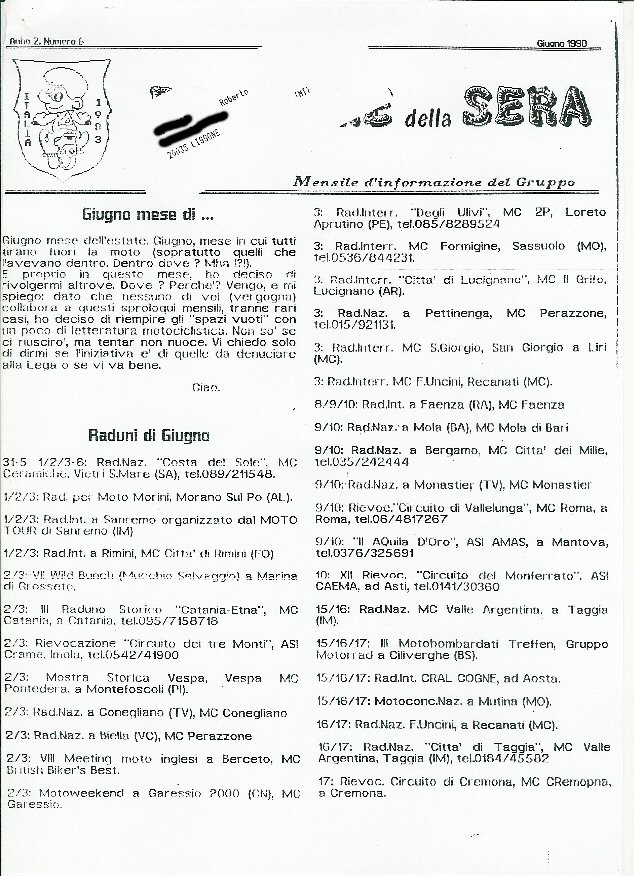 Anno 2, Numero 6
Giugno 1990
ITALIA
1983
Roberto
20035 LISSONE
della SERA
Mensile d'informazione del Gruppo
Giugno mese di ...
Giugno mese dell'estate. Giugno, mese in cui tutti
tirano fuori la moto (sopratutto quelli che
l'avevano dentro. Dentro dove ? Mha !?!).
E proprio in questo mese, ho deciso di
rivolgermi altrove. Dove ? Perche'? Vengo, e mi
spiego: dato che nessuno di voi (vergogna)
collabora a questi sproloqui mensili, tranne rari
casi, ho deciso di riempire gli "spazi vuoti" con
un poco di letteratura motociclistica. Non so' se
ci riusciro', ma tentar non nuoce. Vi chiedo solo
di dirmi se l'iniziativa e' di quelle da denuciare
alla Lega o se vi va bene.
Ciao.
Raduni di Giugno
31-5 1/2/3-6: Rad.Naz. "Costa del Sole", MC
Ceramiche, Vietri S.Mare (SA), tel.089/211548.
1/2/3: Rad. per Moto Morini, Morano Sul Po (AL).
1/2/3: Rad.Int. a Sanremo organizzato dal MOTO
TOUR di Sanremo (IM)
1/2/3: Rad.Int. a Rimini, MC Citta' di Rimini (FO)
2/3: VII Wild Bunch (Mucchio Selvaggio) a Marina
di Grosseto.
2/3: III Raduno Storico "Catania-Etna", MC
Catania, a Catania, tel.095/7158718
2/3: Rievocazione "Circuito dei tre Monti", ASI
Crame, Imola, tel.0542/41900
2/3: Mostra Storica Vespa, Vespa MC
Pontedera, a Montefoscoli (PI).
2/3: Rad.Naz. a Conegliano (TV), MC Conegliano
2/3: Rad.Naz. a Biella (VC), MC Perazzone
2/3: VIII Meeting moto inglesi a Berceto, MC
British Biker's Best.
2/3: Motoweekend a Garessio 2000 (CN), MC
Garessio.
3: Rad.Interr. "Degli Ulivi", MC 2P, Loreto
Aprutino (PE), tel.085/8289524
3: Rad.Interr. MC Formigine, Sassuolo (MO),
tel.0536/844231.
3: Rad.Interr. "Citta' di Lucignano", MC Il Grifo,
Lucignano (AR).
3: Rad.Naz. a Pettinenga, MC Perazzone,
tel.015/921131.
3: Rad.Interr. MC S.Giorgio, San Giorgio a Liri
(MC).
3: Rad.Interr. MC F.Uncini, Recanati (MC).
8/9/10: Rad.Int. a Faenza (RA), MC Faenza
9/10: Rad.Naz. a Mola (BA), MC Mola di Bari
9/10: Rad.Naz. a Bergamo, MC Citta' dei Mille,
tel.035/242444
9/10: Rad.Naz. a Monastier (TV), MC Monastier
9/10: Rievoc."Circuito di Vallelunga", MC Roma, a
Roma, tel.06/4817267
9/10: "Il AQuila D'Oro", ASI AMAS, a Mantova,
tel.0376/325691
10: XII Rievoc. "Circuito del Monferrato", ASI
CAEMA, ad Asti, tel.0141/30360
15/16: Rad.Naz. MC Valle Argentina, a Taggia
(IM).
15/16/17: III Motobombardati Treffen, Gruppo
Motorrad a Ciliverghe (BS).
15/16/17: Rad.Int. CRAL COGNE, ad Aosta.
15/16/17: Motoconc.Naz. a Mutina (MO).
16/17: Rad.Naz. F.Uncini, a Recanati (MC).
16/17: Rad.Naz. "Citta' di Taggia", MC Valle
Argentina, Taggia (IM), tel.0184/45582
17: Rievoc. Circuito di Cremona, MC CRemopna,
a Cremona.